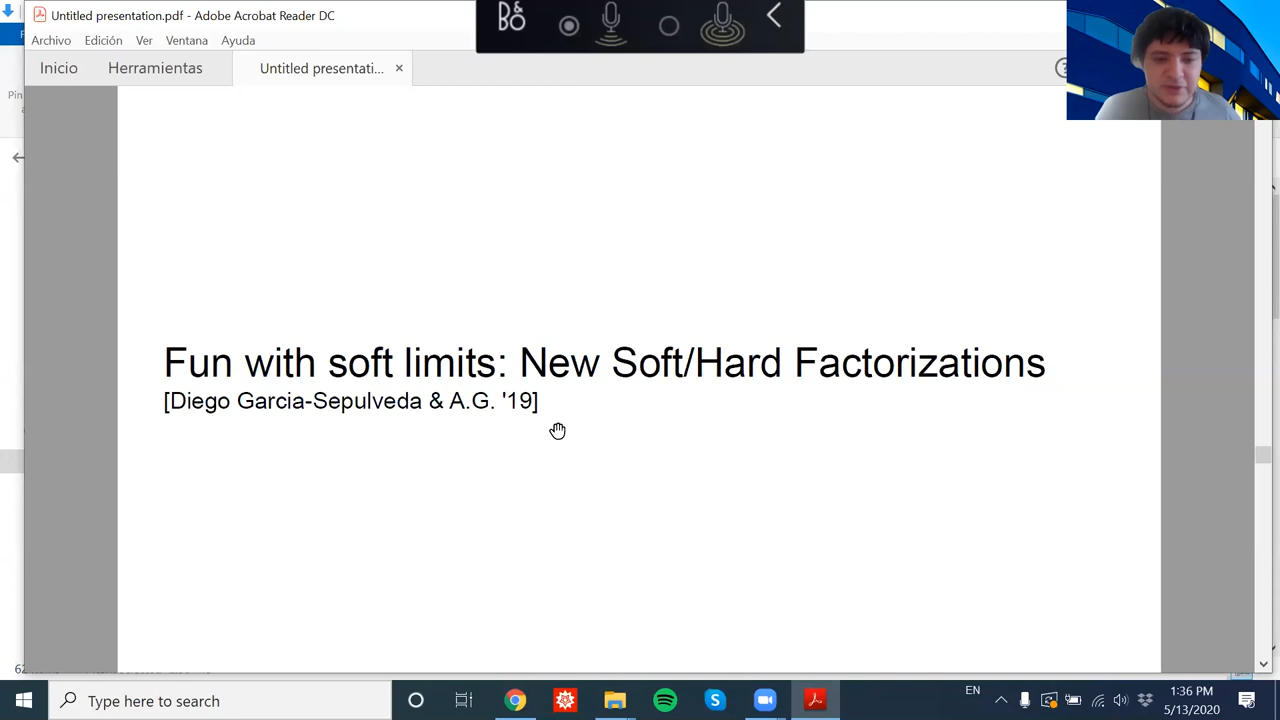 Untitled presentation.pdf - Adobe Acrobat Reader DC
Archivo Edición Ver Ventana Ayuda
Inicio Herramientas Untitled presentati... ×
Pin
Fun with soft limits: New Soft/Hard Factorizations
[Diego Garcia-Sepulveda & A.G. '19]
Type here to search
EN
1:36 PM
5/13/2020